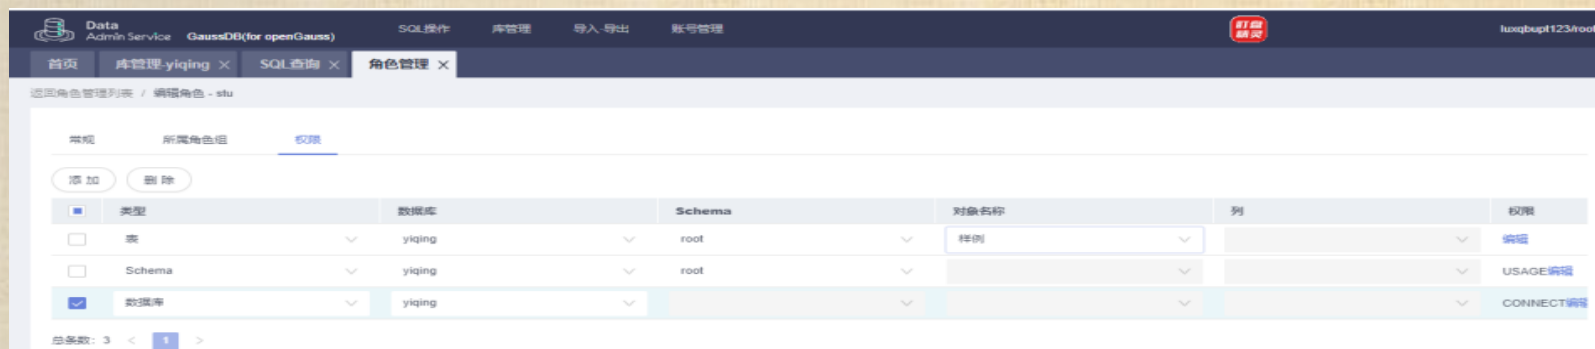 Data
Admin Service GaussDB(for openGauss) SQL操作 库管理 导入·导出 账号管理 盯盘精灵 luxqbupt123/root
首页 库管理-yiqing × SQL查询 × 角色管理 ×
返回角色管理列表 / 编辑角色 - stu
常规 所属角色组 权限
添加 删除
类型 数据库 Schema 对象名称 列 权限
表 yiqing root 样例 编辑
Schema yiqing root USAGE编辑
数据库 yiqing CONNECT编辑
总条数: 3 < 1 >